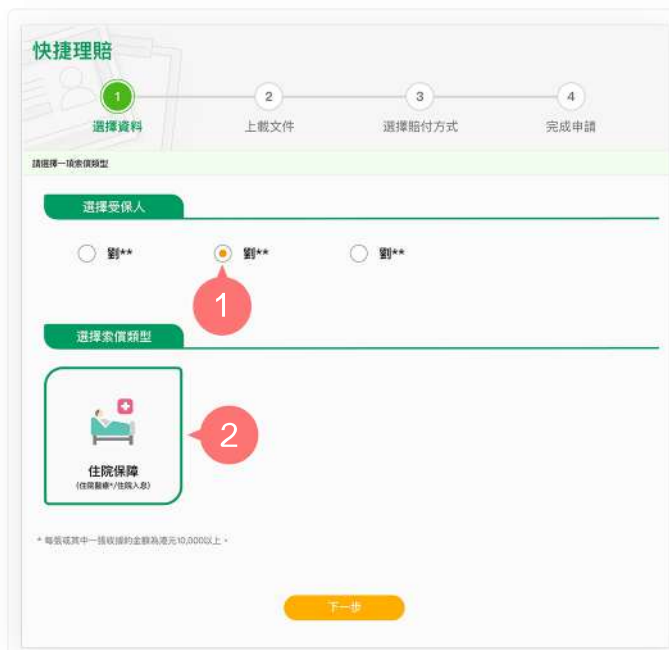 快捷理賠
1 2 3 4
選擇資料 上載文件 選擇賠付方式 完成申請
請選擇一項索償類型
選擇受保人
劉** 劉** 劉**
1
選擇索償類型
2
住院保障
(住院醫療*/住院入息)
* 每張或其中一張收據的金額為港元10,000以上。
下一步